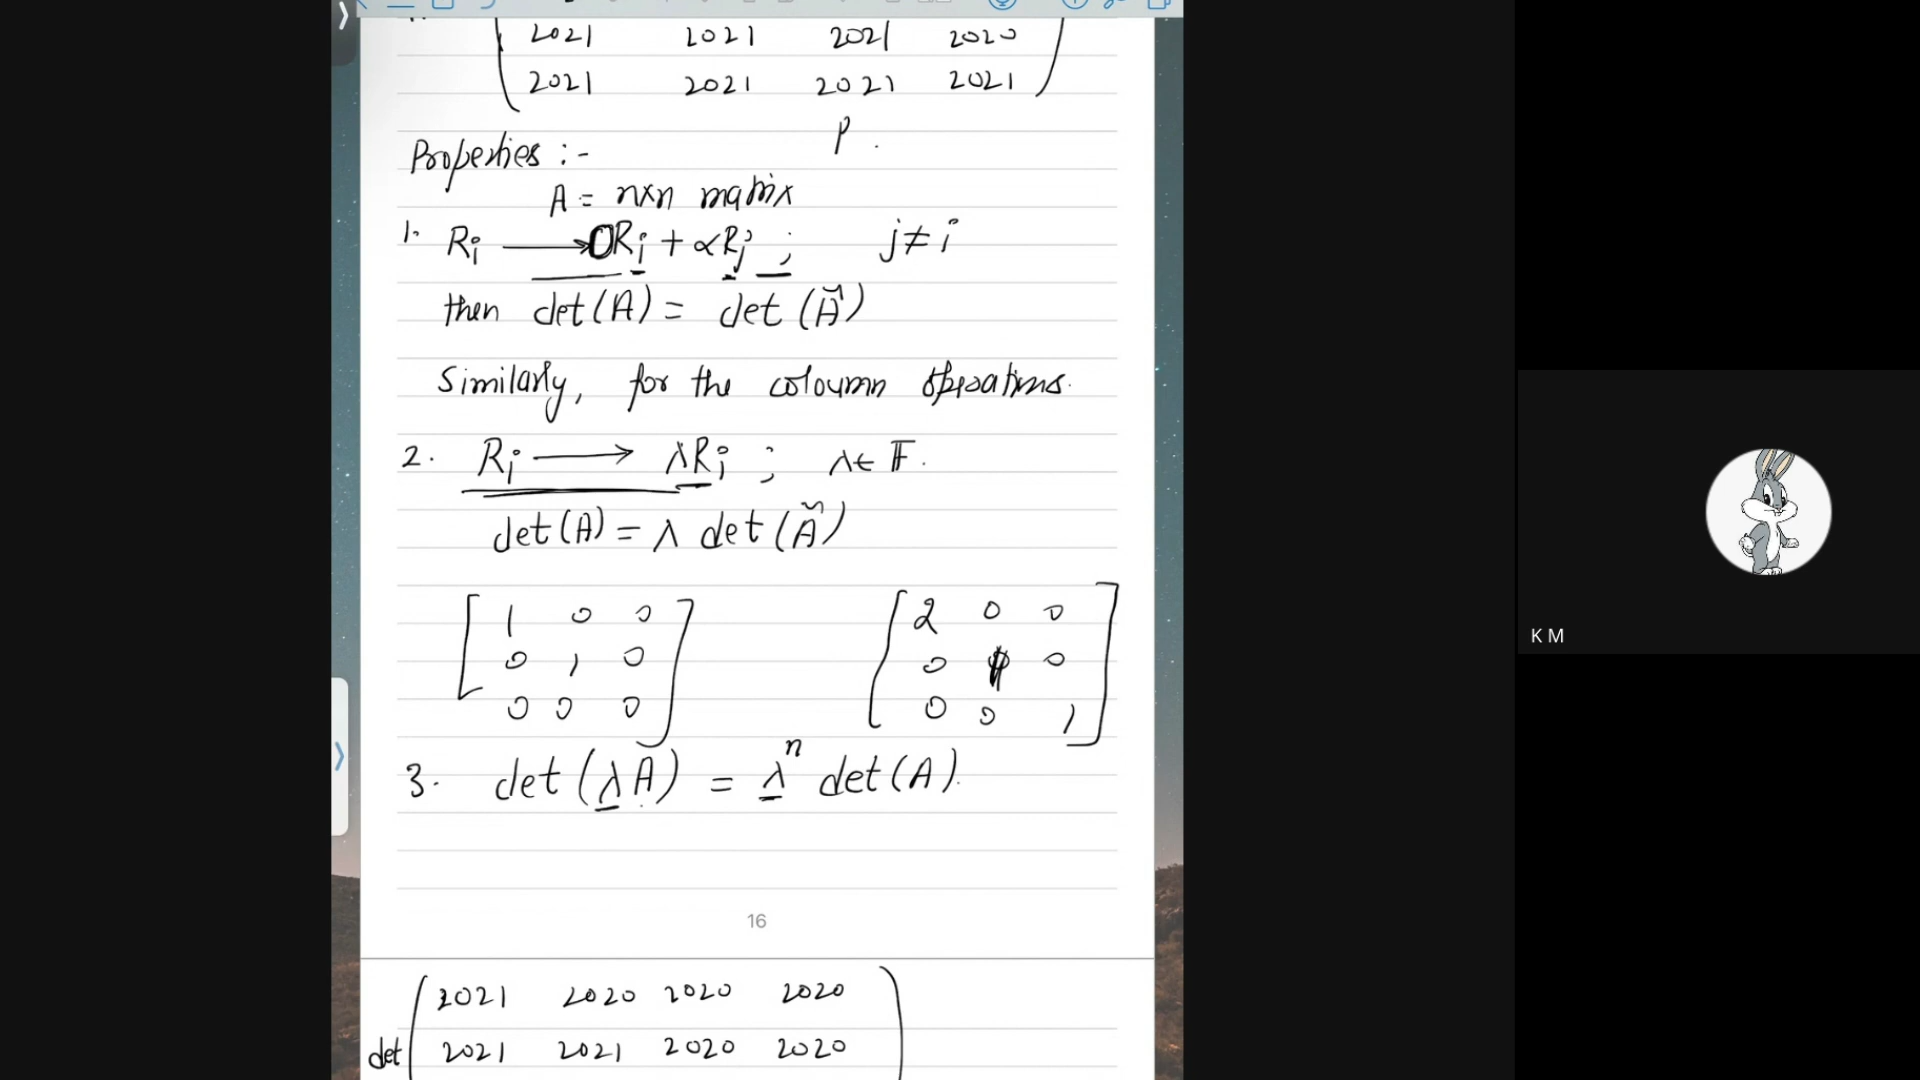 2021 2021 2021 2020
2021 2021 2021 2021
P.
Properties :-
A = n×n matrix
1. Ri → 0Ri + αRj ; j ≠ i
then det(A) = det(Ã)
Similarly, for the coloumn operations.
2. Ri → λRi ; λ ∈ 𝔽.
det(A) = λ det(Ã)
1 0 0
0 1 0
0 0 0
2 0 0
0 0
0 0 1
3. det(λA) = λⁿ det(A).
16
2021 2020 2020 2020
det 2021 2021 2020 2020
K M